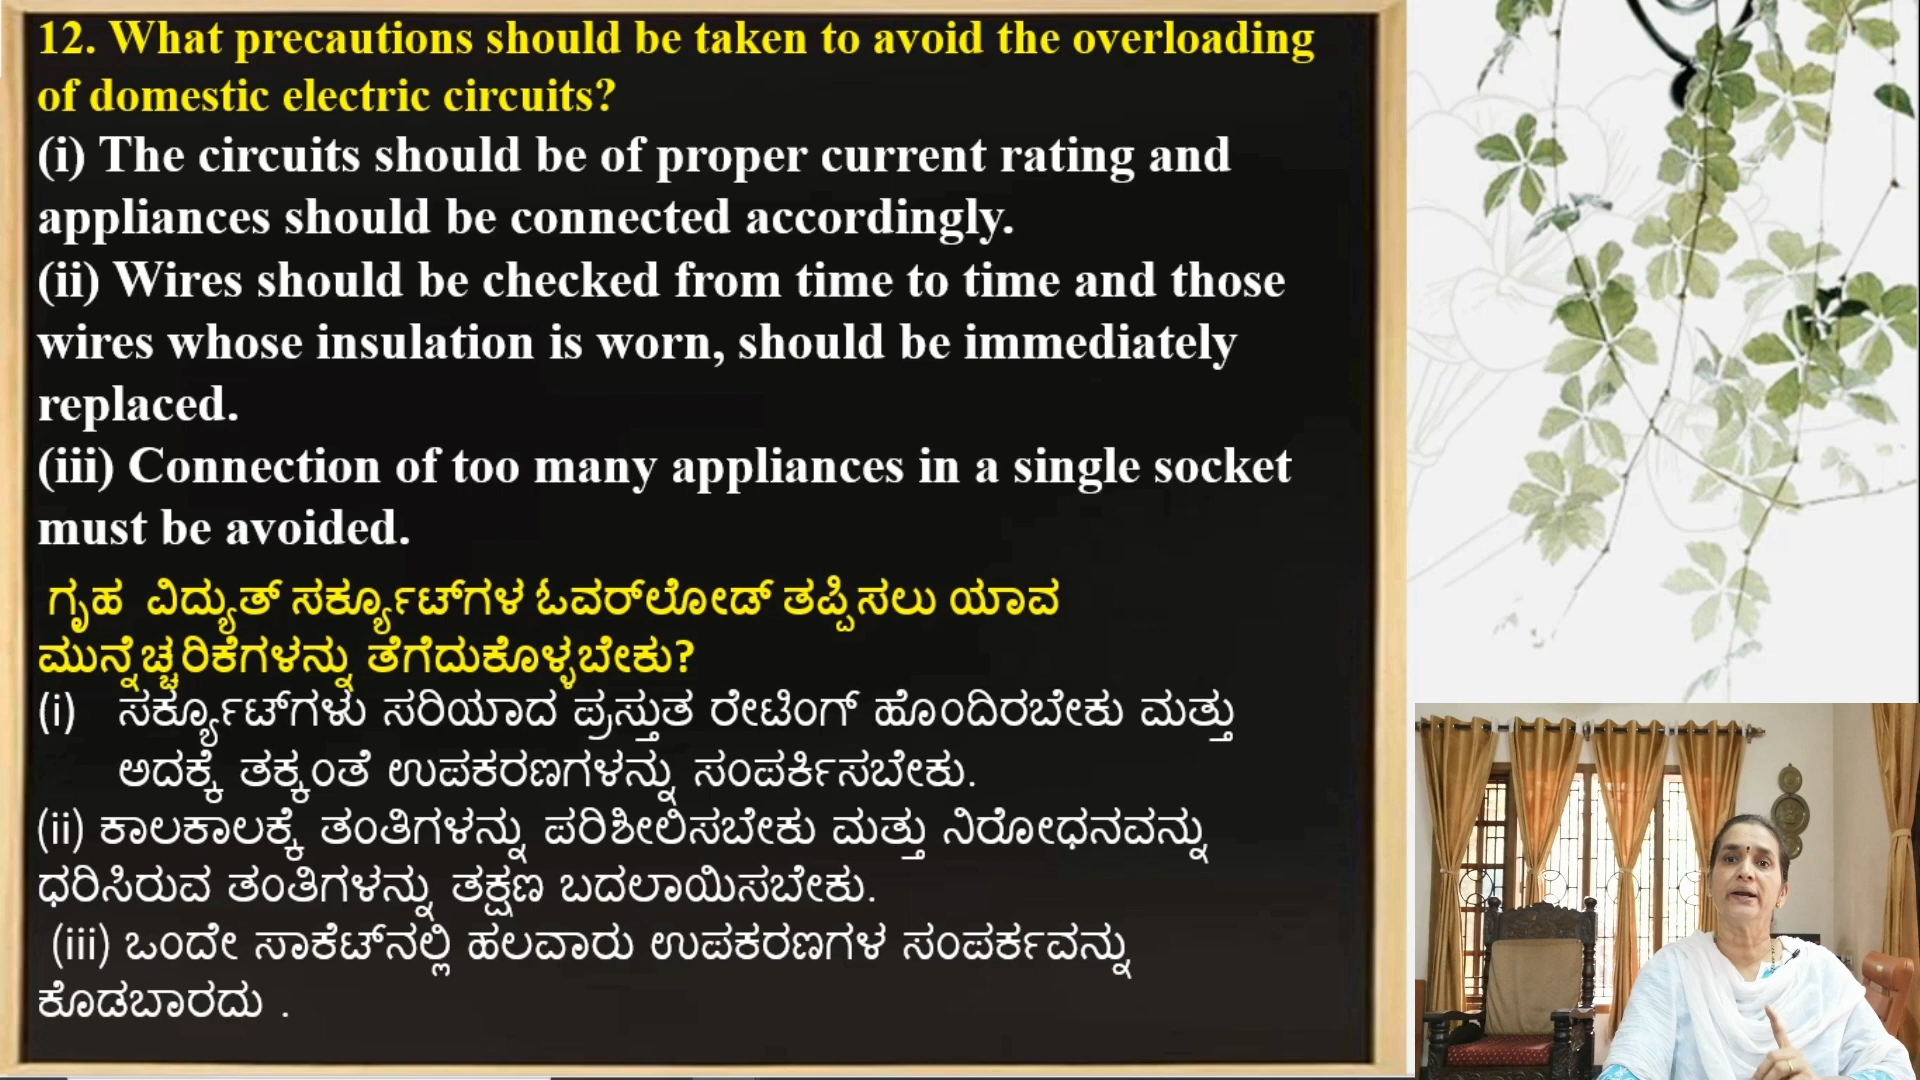 12. What precautions should be taken to avoid the overloading
of domestic electric circuits?
(i) The circuits should be of proper current rating and
appliances should be connected accordingly.
(ii) Wires should be checked from time to time and those
wires whose insulation is worn, should be immediately
replaced.
(iii) Connection of too many appliances in a single socket
must be avoided.
ಗೃಹ ವಿದ್ಯುತ್ ಸರ್ಕ್ಯೂಟ್‌ಗಳ ಓವರ್‌ಲೋಡ್ ತಪ್ಪಿಸಲು ಯಾವ
ಮುನ್ನೆಚ್ಚರಿಕೆಗಳನ್ನು ತೆಗೆದುಕೊಳ್ಳಬೇಕು?
(i) ಸರ್ಕ್ಯೂಟ್‌ಗಳು ಸರಿಯಾದ ಪ್ರಸ್ತುತ ರೇಟಿಂಗ್ ಹೊಂದಿರಬೇಕು ಮತ್ತು
ಅದಕ್ಕೆ ತಕ್ಕಂತೆ ಉಪಕರಣಗಳನ್ನು ಸಂಪರ್ಕಿಸಬೇಕು.
(ii) ಕಾಲಕಾಲಕ್ಕೆ ತಂತಿಗಳನ್ನು ಪರಿಶೀಲಿಸಬೇಕು ಮತ್ತು ನಿರೋಧನವನ್ನು
ಧರಿಸಿರುವ ತಂತಿಗಳನ್ನು ತಕ್ಷಣ ಬದಲಾಯಿಸಬೇಕು.
(iii) ಒಂದೇ ಸಾಕೆಟ್‌ನಲ್ಲಿ ಹಲವಾರು ಉಪಕರಣಗಳ ಸಂಪರ್ಕವನ್ನು
ಕೊಡಬಾರದು .